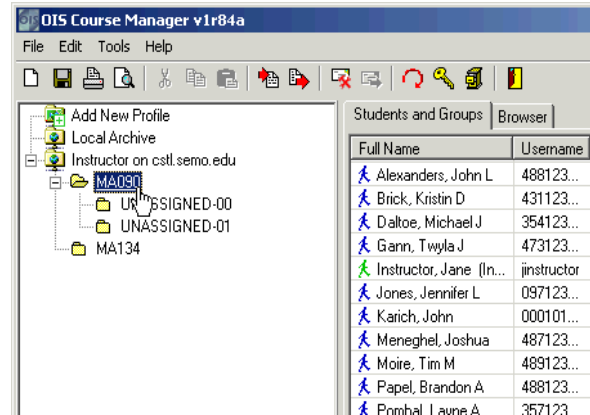 OIS Course Manager v1r84a
File Edit Tools Help
Add New Profile
Local Archive
Instructor on cstl.semo.edu
MA090
UNASSIGNED-00
UNASSIGNED-01
MA134
Students and Groups Browser
Full Name Username
Alexanders, John L 488123...
Brick, Kristin D 431123...
Daltoe, Michael J 354123...
Gann, Twyla J 473123...
Instructor, Jane (In... jinstructor
Jones, Jennifer L 097123...
Karich, John 000101...
Meneghel, Joshua 487123...
Moire, Tim M 489123...
Papel, Brandon A 488123...
Pombal, Layne A 357123...